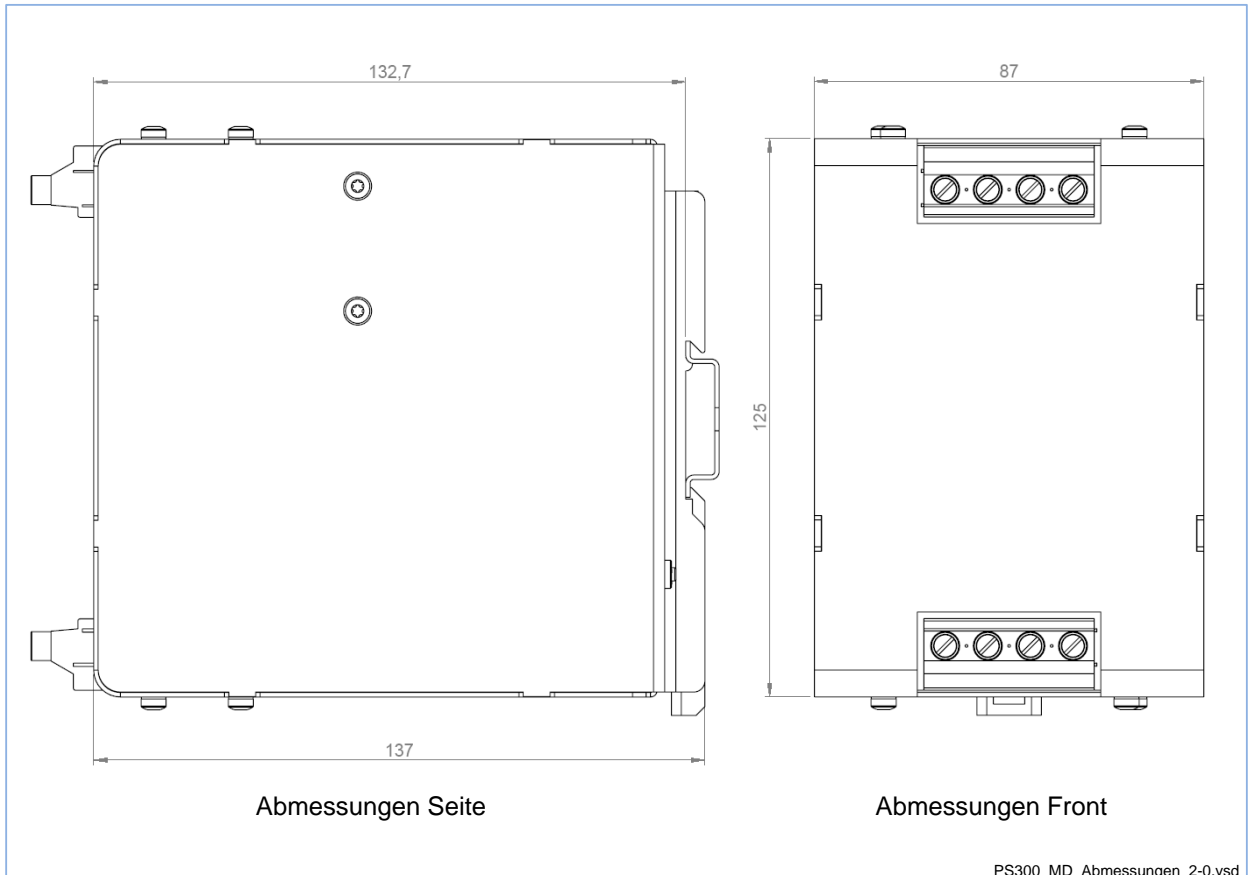 132,7
87
125
137
Abmessungen Seite
Abmessungen Front
PS300_MD_Abmessungen_2-0.vsd